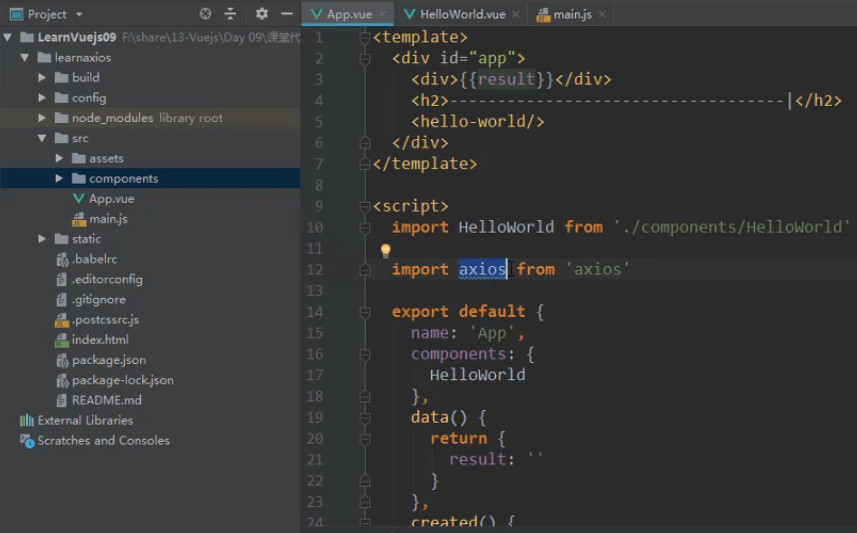 Project
LearnVuejs09 F:\share\13-Vuejs\Day 09\课堂代
learnaxios
build
config
node_modules library root
src
assets
components
App.vue
main.js
static
.babelrc
.editorconfig
.gitignore
.postcssrc.js
index.html
package.json
package-lock.json
README.md
External Libraries
Scratches and Consoles
App.vue HelloWorld.vue main.js
1 <template>
2 <div id="app">
3 <div>{{result}}</div>
4 <h2>-----------------------------------|</h2>
5 <hello-world/>
6 </div>
7 </template>
8
9 <script>
10 import HelloWorld from './components/HelloWorld'
11
12 import axios from 'axios'
13
14 export default {
15 name: 'App',
16 components: {
17 HelloWorld
18 },
19 data() {
20 return {
21 result: ''
22 }
23 },
24 created() {